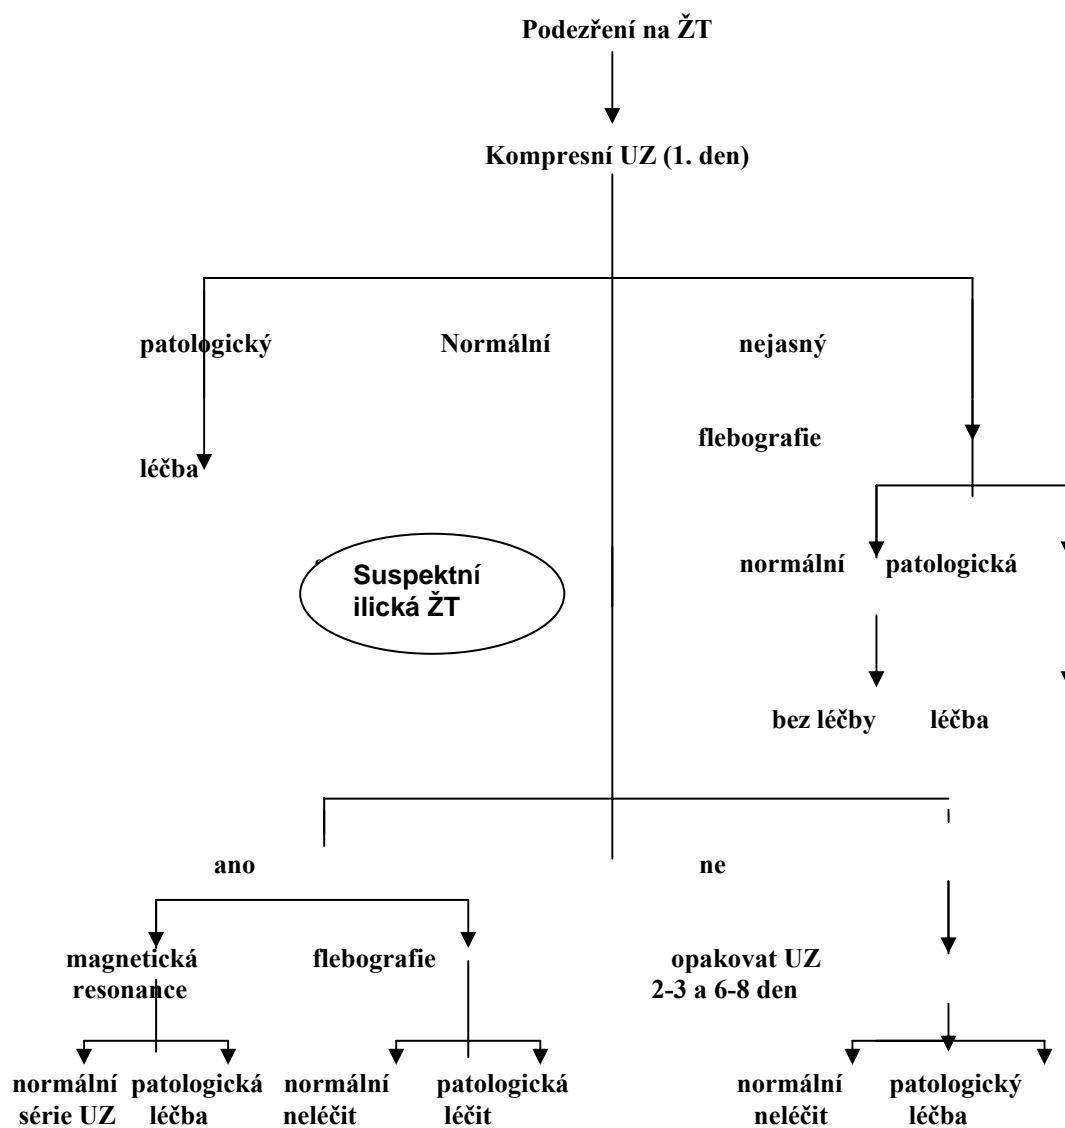 Podezření na ŽT
Kompresní UZ (1. den)
patologický Normální nejasný
flebografie
léčba
Suspektní
ilická ŽT
normální patologická
bez léčby léčba
ano ne
magnetická flebografie opakovat UZ
resonance 2-3 a 6-8 den
normální patologická normální patologická normální patologický
série UZ léčba neléčit léčit neléčit léčba